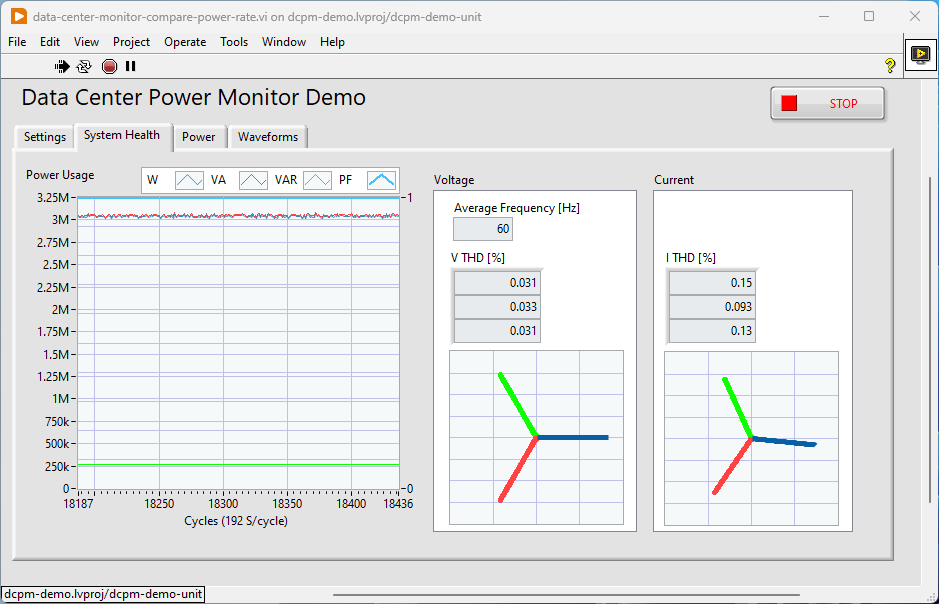 data-center-monitor-compare-power-rate.vi on dcpm-demo.lvproj/dcpm-demo-unit
File Edit View Project Operate Tools Window Help
?
Data Center Power Monitor Demo
STOP
Settings System Health Power Waveforms
Power Usage
W VA VAR PF
3.25M
3M
2.75M
2.5M
2.25M
2M
1.75M
1.5M
1.25M
1M
750k
500k
250k
0
1
0
18187 18250 18300 18350 18400 18436
Cycles (192 S/cycle)
Voltage
Average Frequency [Hz]
60
V THD [%]
0.031
0.033
0.031
Current
I THD [%]
0.15
0.093
0.13
dcpm-demo.lvproj/dcpm-demo-unit